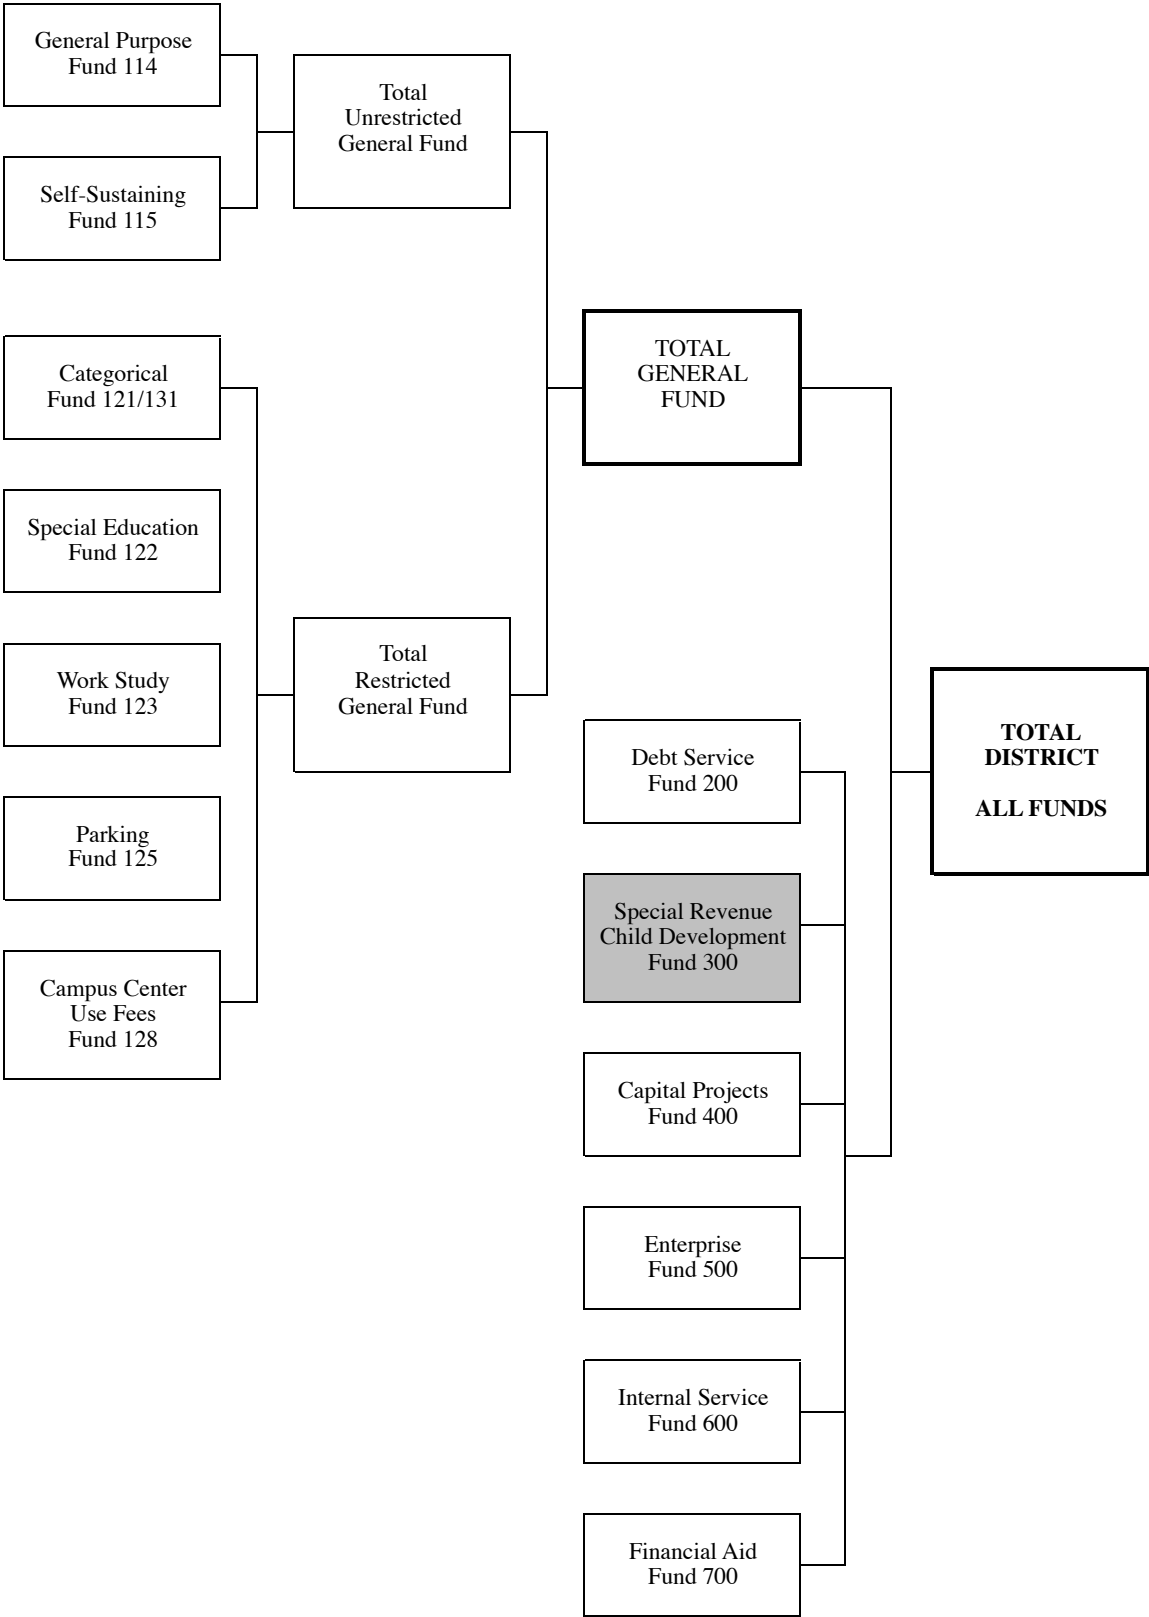 General Purpose
Fund 114
Self-Sustaining
Fund 115
Total
Unrestricted
General Fund
Categorical
Fund 121/131
Special Education
Fund 122
Work Study
Fund 123
Parking
Fund 125
Campus Center
Use Fees
Fund 128
Total
Restricted
General Fund
TOTAL
GENERAL
FUND
Debt Service
Fund 200
Special Revenue
Child Development
Fund 300
Capital Projects
Fund 400
Enterprise
Fund 500
Internal Service
Fund 600
Financial Aid
Fund 700
TOTAL
DISTRICT
ALL FUNDS